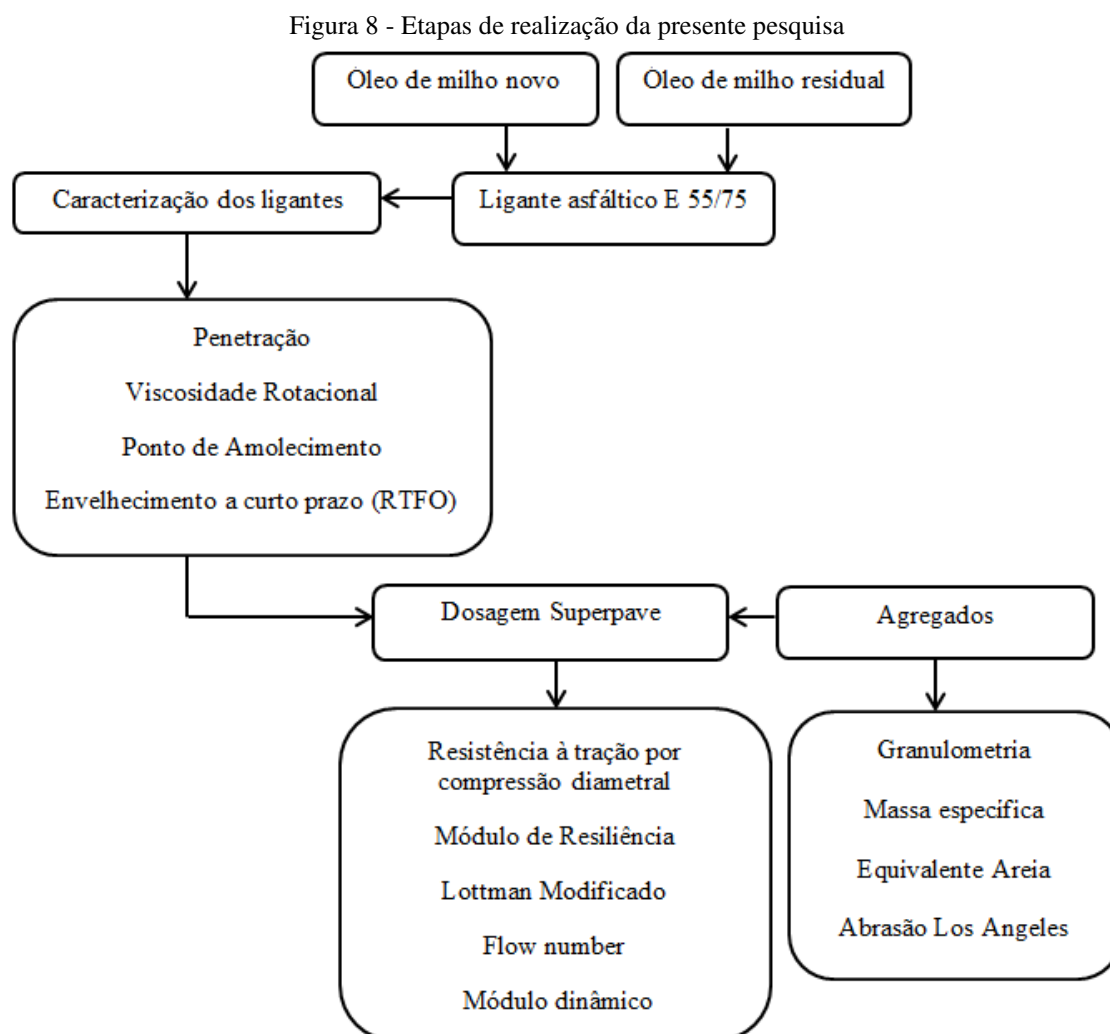 Figura 8 - Etapas de realização da presente pesquisa
Óleo de milho novo
Óleo de milho residual
Caracterização dos ligantes
Ligante asfáltico E 55/75
Penetração
Viscosidade Rotacional
Ponto de Amolecimento
Envelhecimento a curto prazo (RTFO)
Dosagem Superpave
Agregados
Resistência à tração por
compressão diametral
Módulo de Resiliência
Lottman Modificado
Flow number
Módulo dinâmico
Granulometria
Massa específica
Equivalente Areia
Abrasão Los Angeles